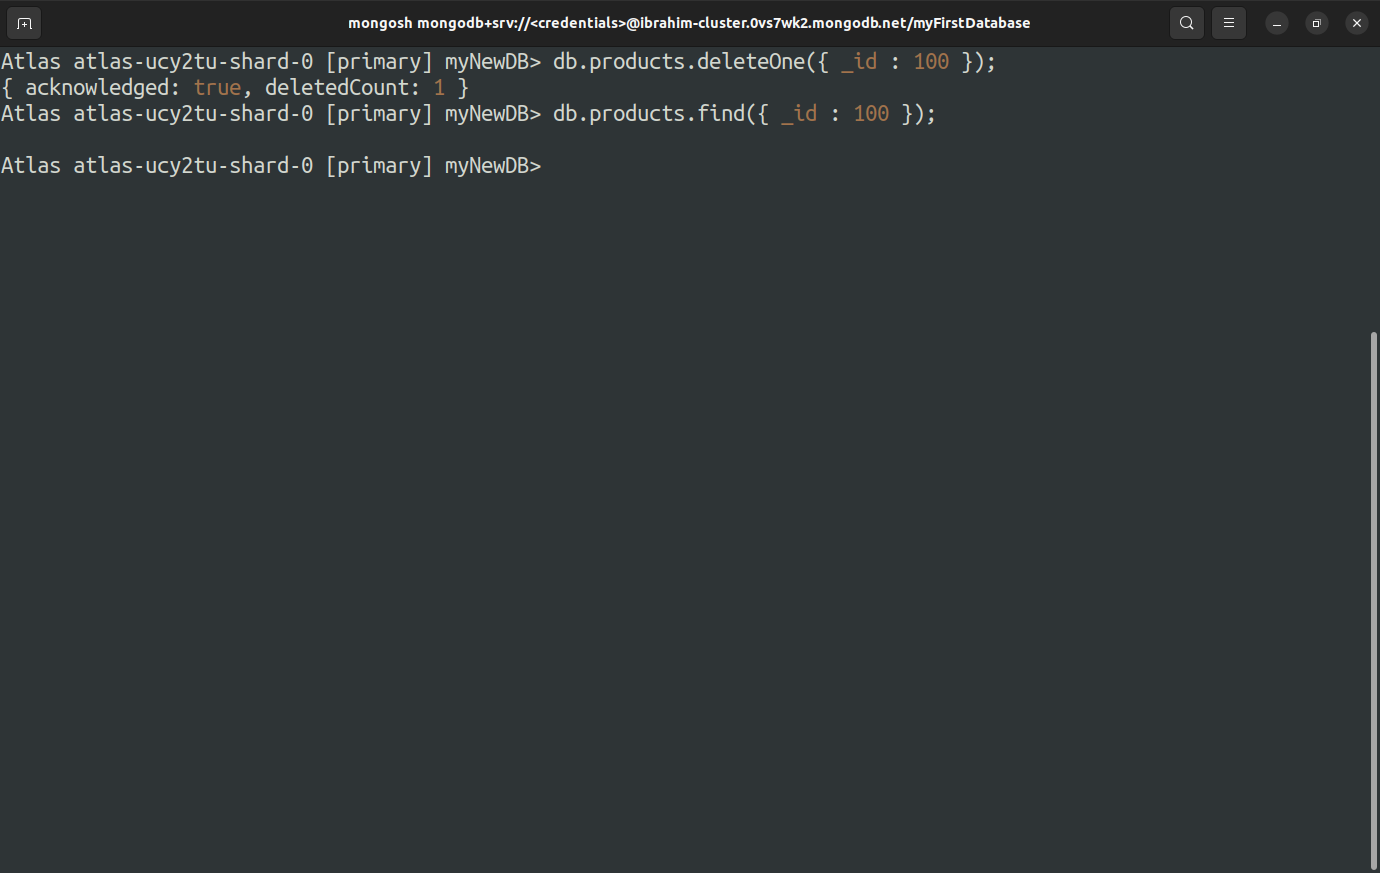 mongosh mongodb+srv://<credentials>@ibrahim-cluster.0vs7wk2.mongodb.net/myFirstDatabase
Atlas atlas-ucy2tu-shard-0 [primary] myNewDB> db.products.deleteOne({ _id : 100 });
{ acknowledged: true, deletedCount: 1 }
Atlas atlas-ucy2tu-shard-0 [primary] myNewDB> db.products.find({ _id : 100 });
Atlas atlas-ucy2tu-shard-0 [primary] myNewDB>